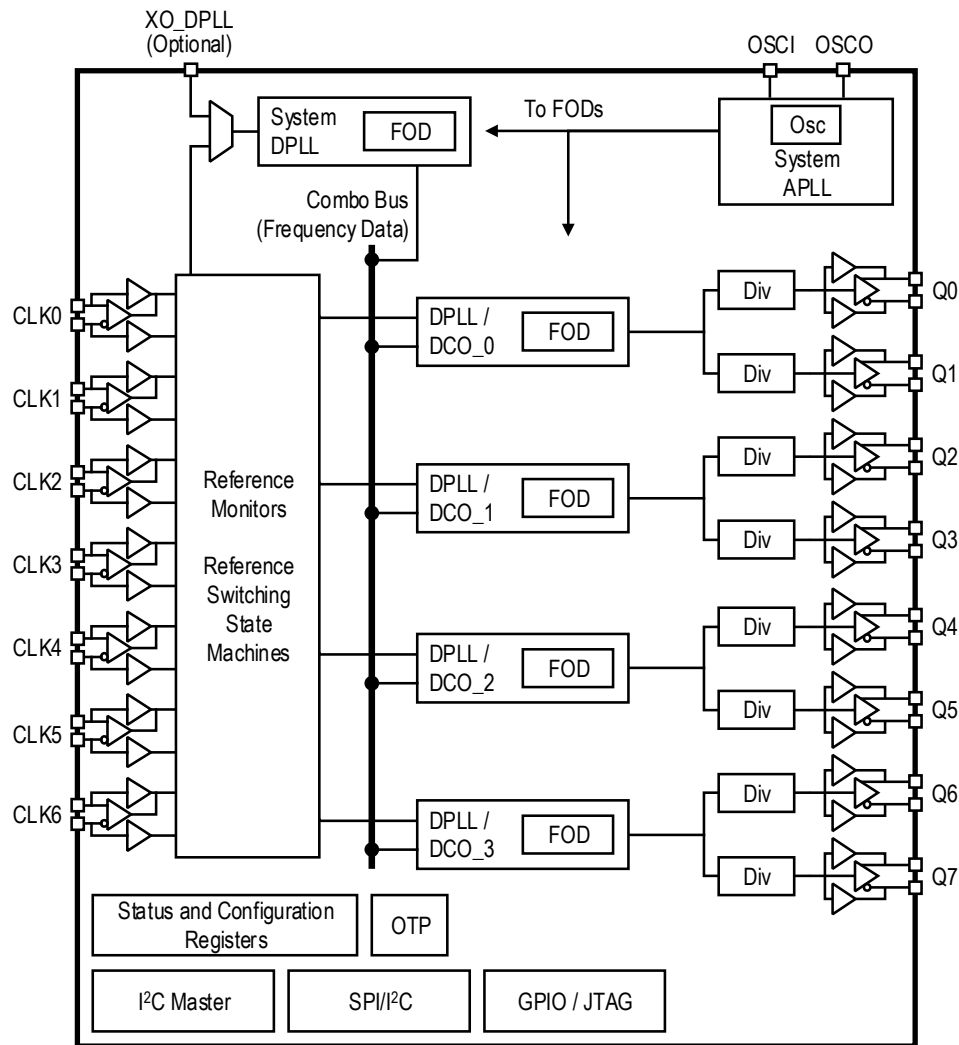 XO_DPLL
(Optional)
OSCI
OSCO
System
DPLL
FOD
To FODs
Osc
System
APLL
Combo Bus
(Frequency Data)
CLK0
CLK1
CLK2
CLK3
CLK4
CLK5
CLK6
Reference
Monitors
Reference
Switching
State
Machines
DPLL /
DCO_0
FOD
DPLL /
DCO_1
FOD
DPLL /
DCO_2
FOD
DPLL /
DCO_3
FOD
Div
Div
Div
Div
Div
Div
Div
Div
Q0
Q1
Q2
Q3
Q4
Q5
Q6
Q7
Status and Configuration
Registers
OTP
I²C Master
SPI/I²C
GPIO / JTAG